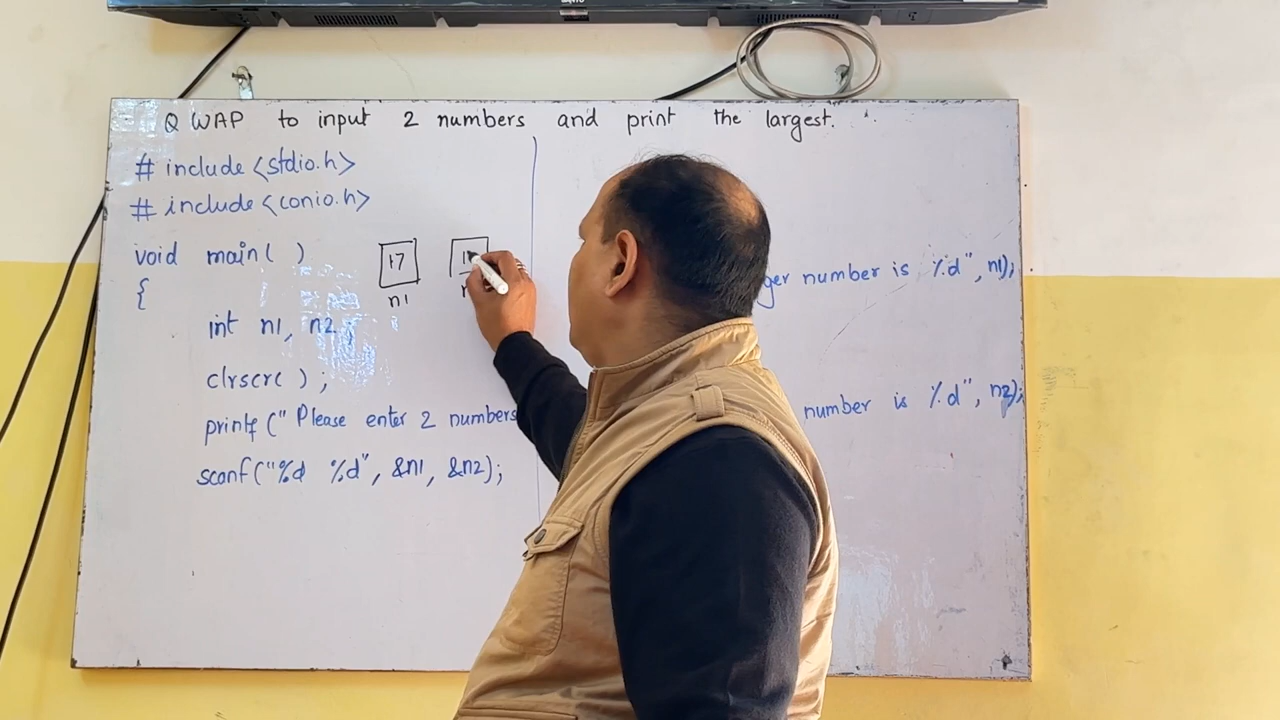 Q WAP to input 2 numbers and print the largest.
# include <stdio.h>
# include <conio.h>
void main( )
{
17
n1
int n1, n2;
clrscr( );
printf (" Please enter 2 numbers
scanf ("%d %d", &n1, &n2);
number is %d", n1);
number is %d", n2);